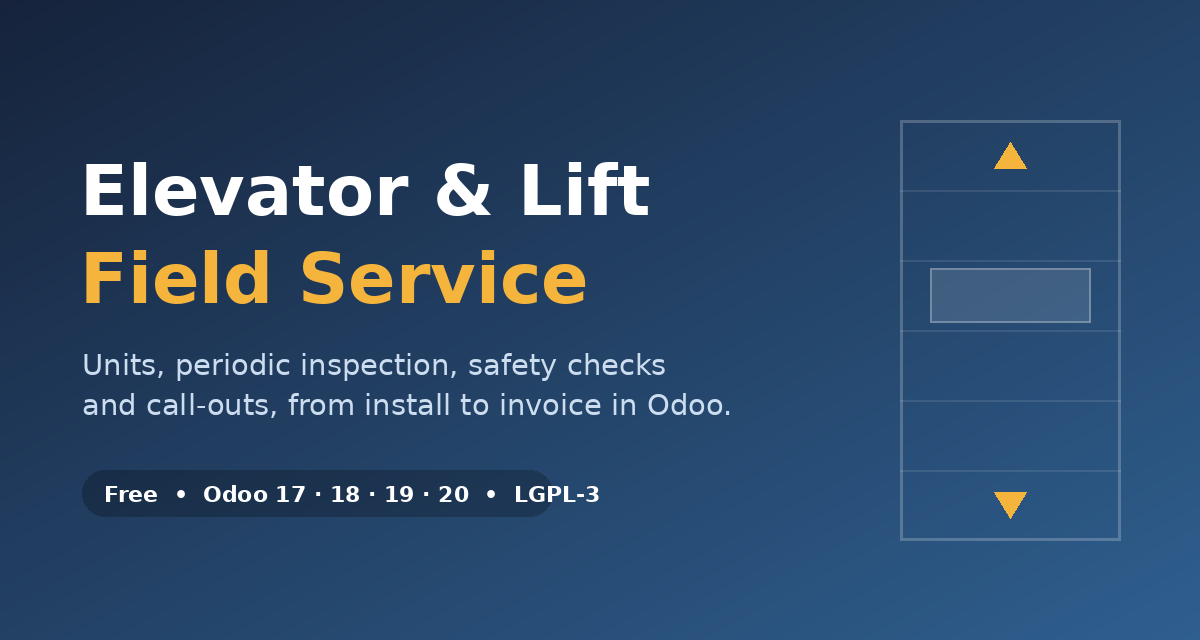 Elevator & Lift
Field Service
Units, periodic inspection, safety checks
and call-outs, from install to invoice in Odoo.
Free • Odoo 17 · 18 · 19 · 20 • LGPL-3